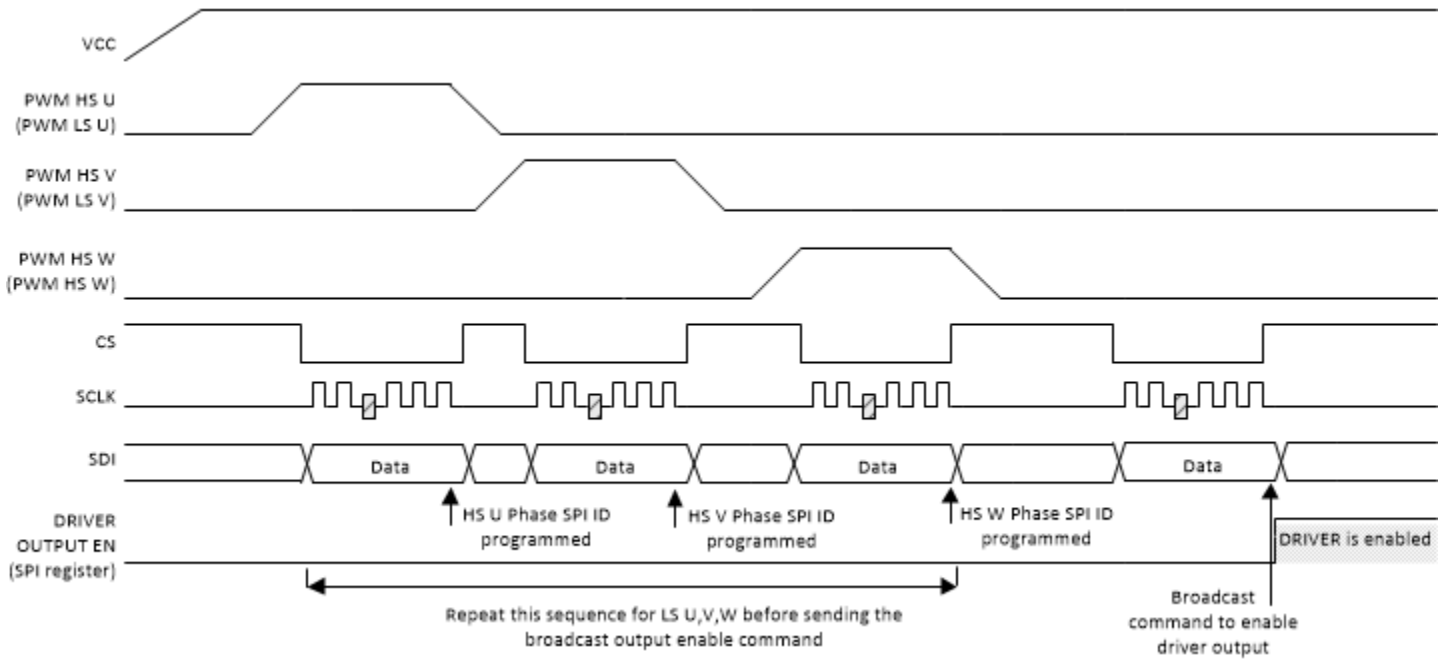 VCC
PWM HS U
(PWM LS U)
PWM HS V
(PWM LS V)
PWM HS W
(PWM HS W)
CS
SCLK
SDI
Data
Data
Data
Data
HS U Phase SPI ID
programmed
HS V Phase SPI ID
programmed
HS W Phase SPI ID
programmed
DRIVER
OUTPUT EN
(SPI register)
DRIVER is enabled
Repeat this sequence for LS U,V,W before sending the
broadcast output enable command
Broadcast
command to enable
driver output